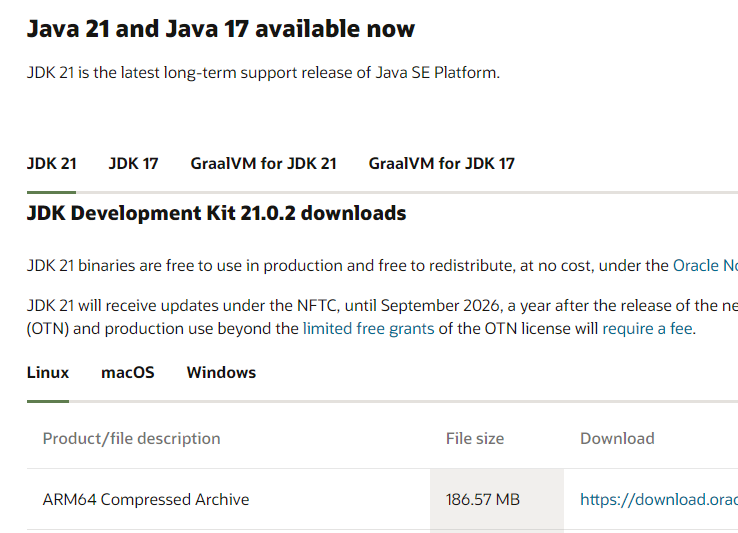 Java 21 and Java 17 available now
JDK 21 is the latest long-term support release of Java SE Platform.
JDK 21 JDK 17 GraalVM for JDK 21 GraalVM for JDK 17
JDK Development Kit 21.0.2 downloads
JDK 21 binaries are free to use in production and free to redistribute, at no cost, under the Oracle
JDK 21 will receive updates under the NFTC, until September 2026, a year after the release of the
(OTN) and production use beyond the limited free grants of the OTN license will require a fee.
Linux macOS Windows
Product/file description File size Download
ARM64 Compressed Archive 186.57 MB https://download.orac